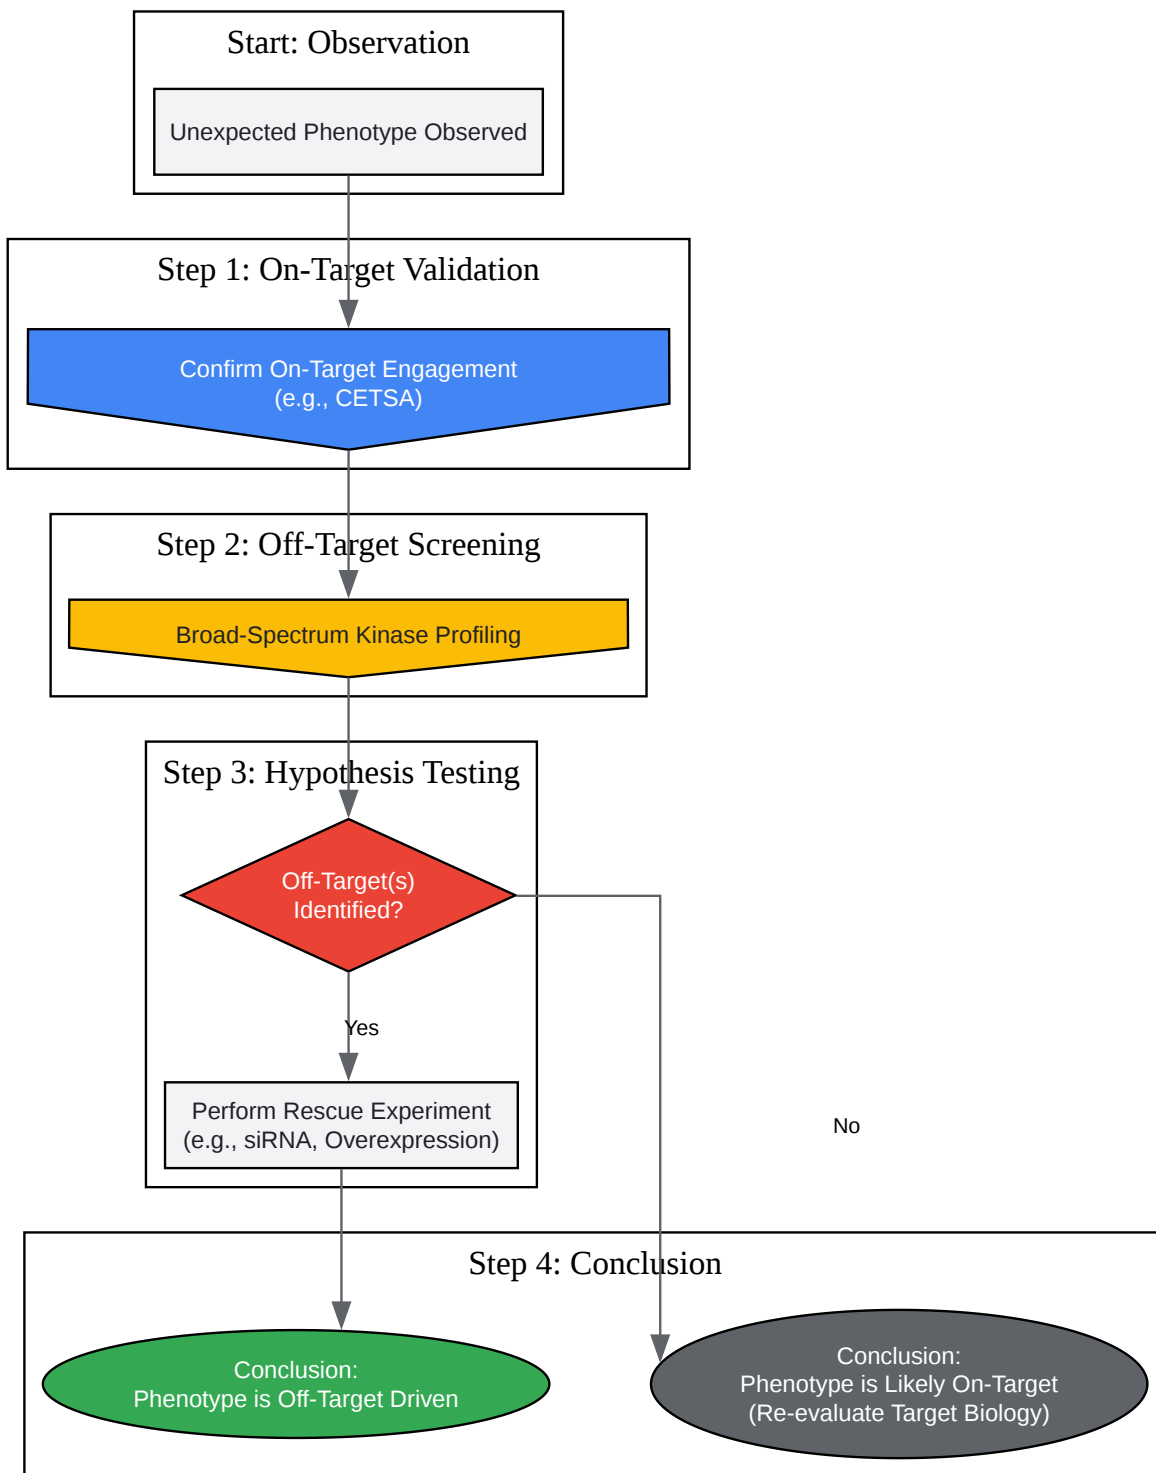 Start: Observation
Unexpected Phenotype Observed
Step 1: On-Target Validation
Confirm On-Target Engagement
(e.g., CETSA)
Step 2: Off-Target Screening
Broad-Spectrum Kinase Profiling
Step 3: Hypothesis Testing
Off-Target(s)
Identified?
Yes
Perform Rescue Experiment
(e.g., siRNA, Overexpression)
No
Step 4: Conclusion
Conclusion:
Phenotype is Off-Target Driven
Conclusion:
Phenotype is Likely On-Target
(Re-evaluate Target Biology)